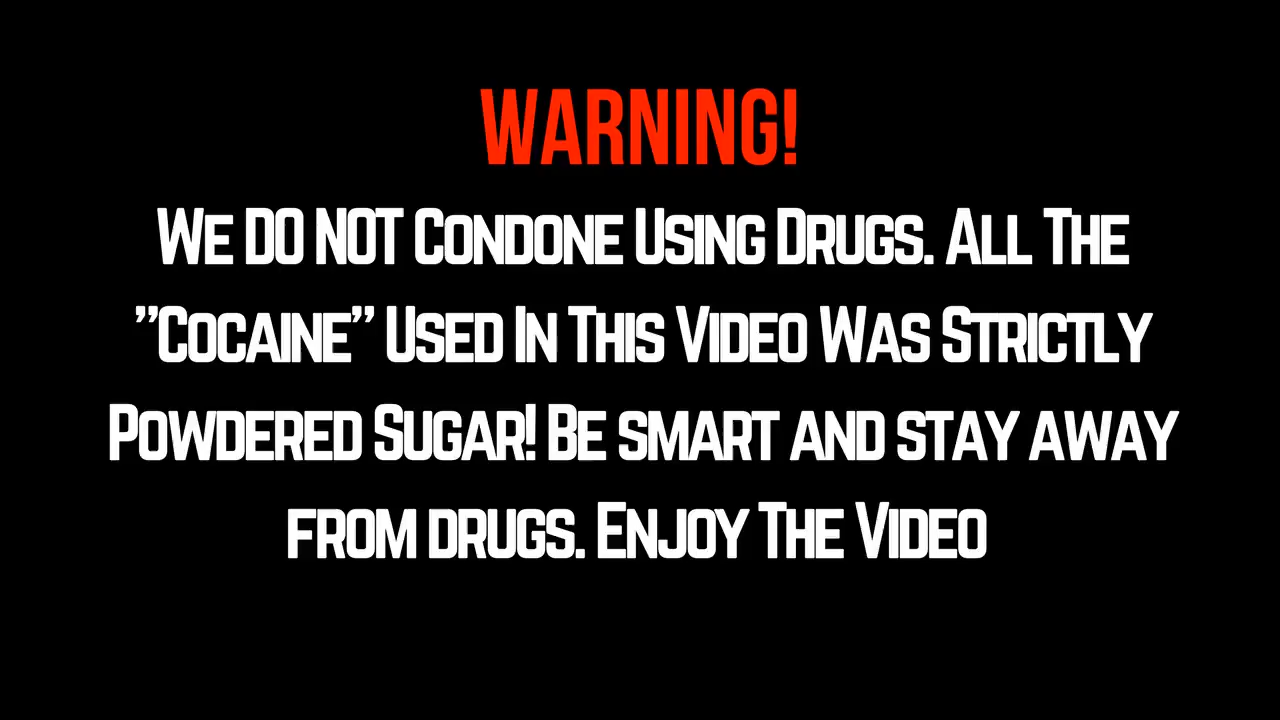 WARNING!
We DO NOT Condone Using Drugs. All The
"Cocaine" Used In This Video Was Strictly
Powdered Sugar! Be smart and stay away
from drugs. Enjoy The Video